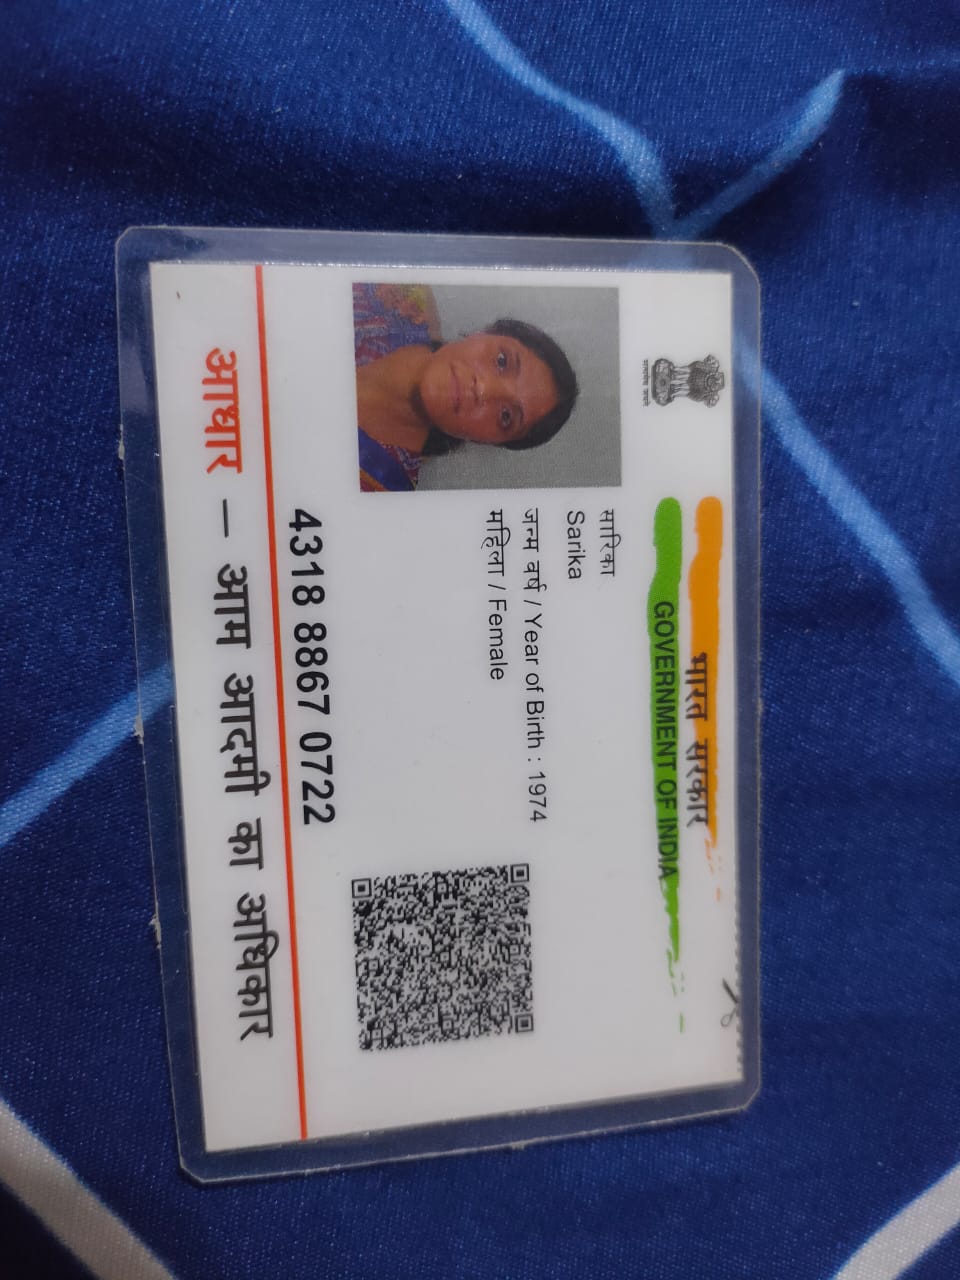 भारत सरकार
GOVERNMENT OF INDIA
सारिका
Sarika
जन्म वर्ष / Year of Birth : 1974
महिला / Female
4318 8867 0722
आधार – आम आदमी का अधिकार